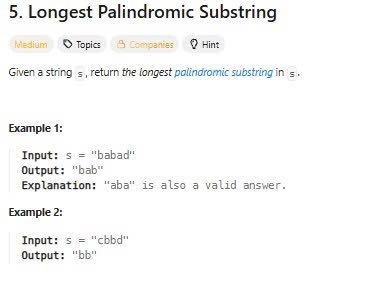 5. Longest Palindromic Substring
Medium Topics Companies Hint
Given a string s, return the longest palindromic substring in s.
Example 1:
Input: s = "babad"
Output: "bab"
Explanation: "aba" is also a valid answer.
Example 2:
Input: s = "cbbd"
Output: "bb"